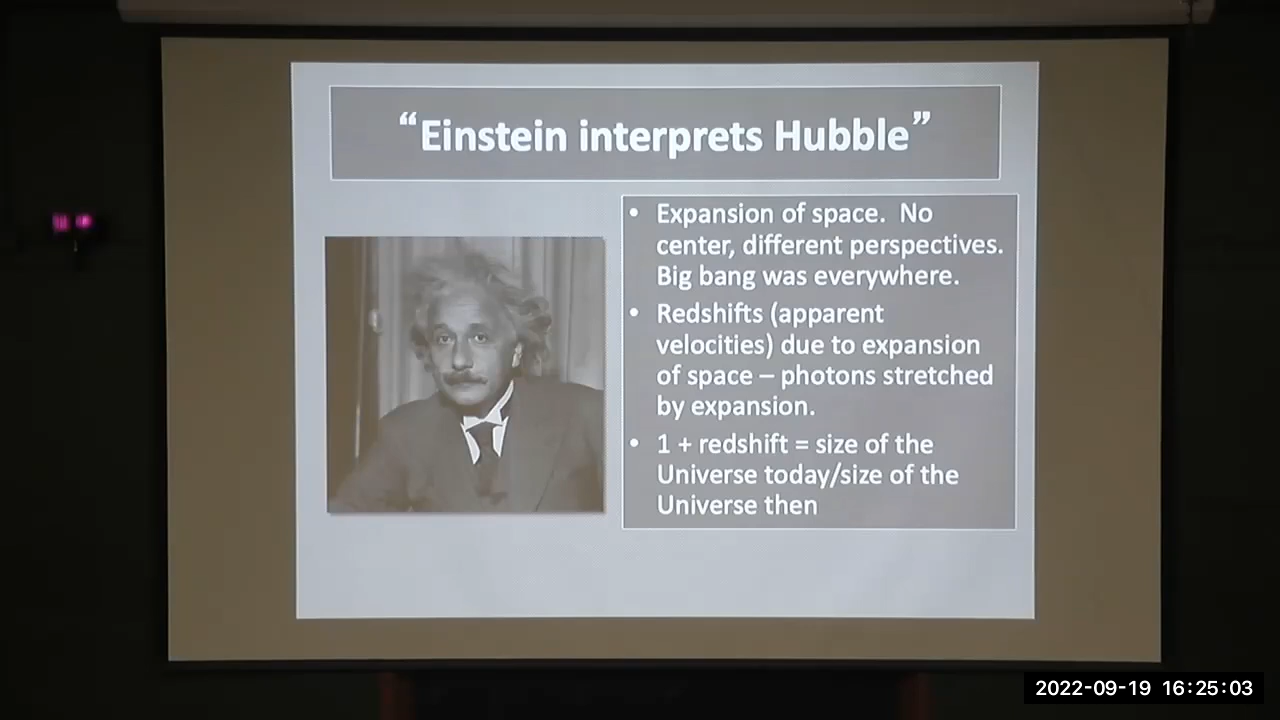 “Einstein interprets Hubble”
• Expansion of space.  No
center, different perspectives.
Big bang was everywhere.
• Redshifts (apparent
velocities) due to expansion
of space – photons stretched
by expansion.
• 1 + redshift = size of the
Universe today/size of the
Universe then
2022-09-19 16:25:03